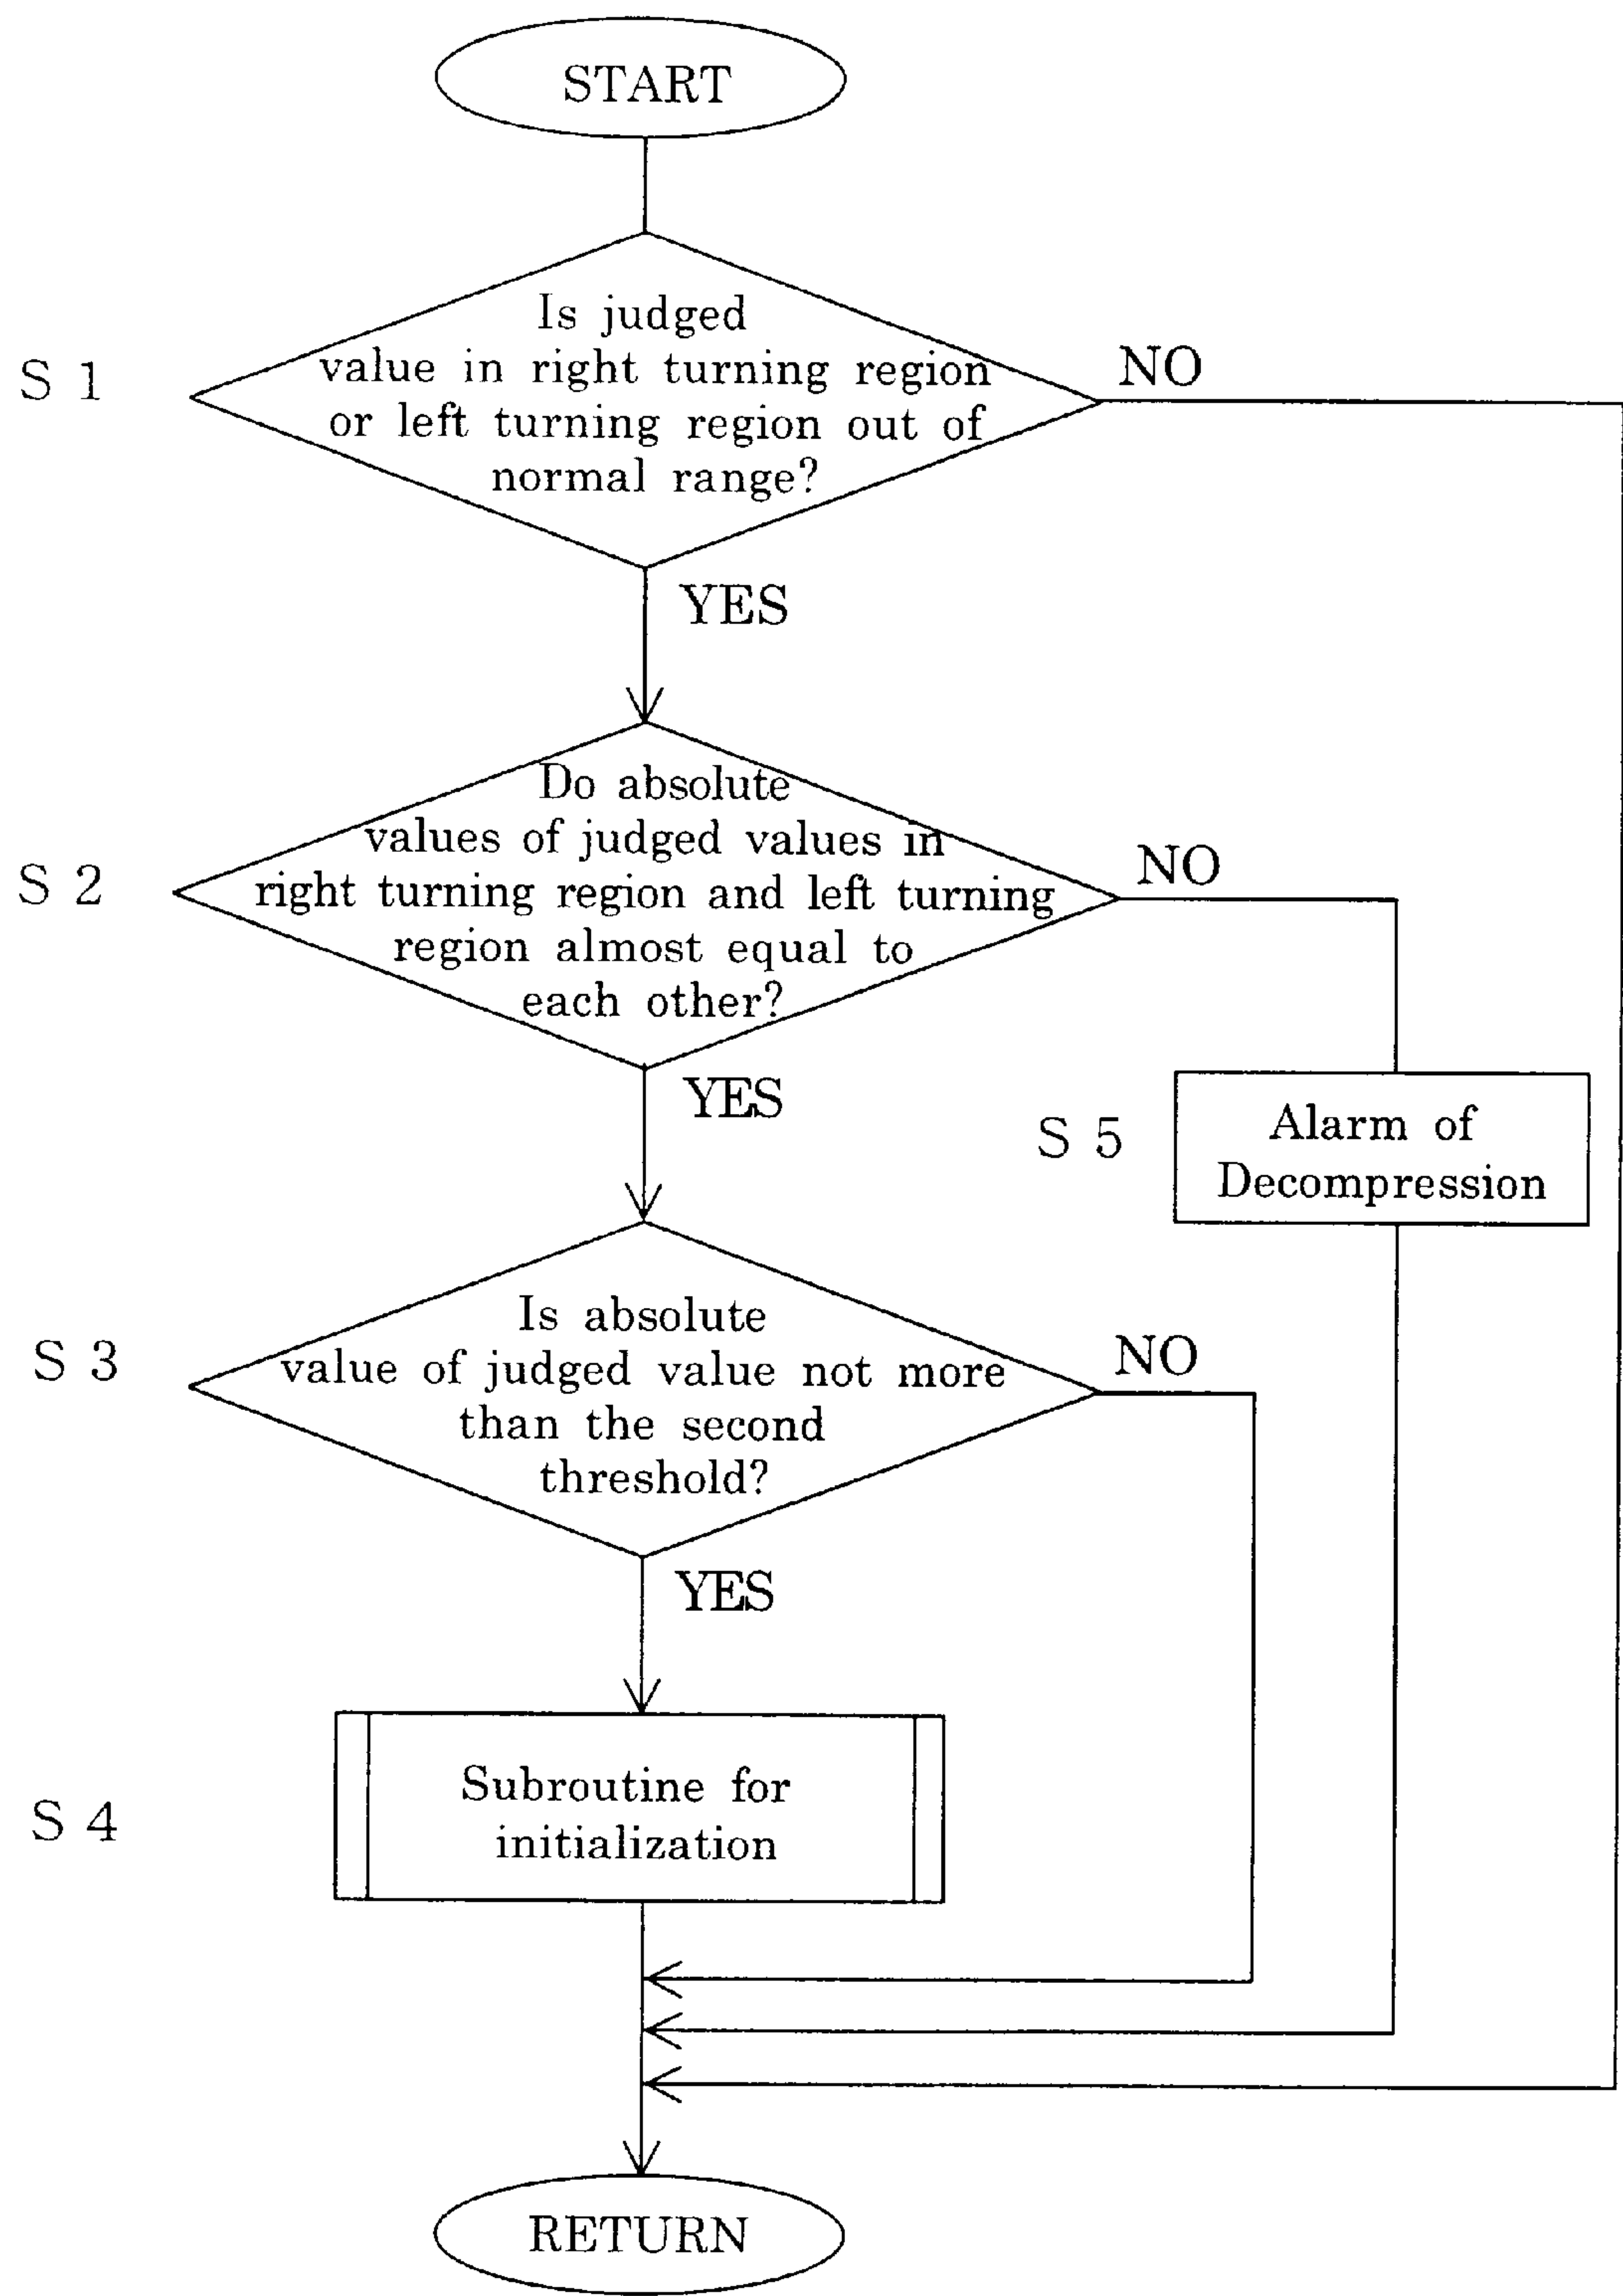 START
S 1
Is judged
value in right turning region
or left turning region out of
normal range?
NO
YES
S 2
Do absolute
values of judged values in
right turning region and left turning
region almost equal to
each other?
NO
YES
S 5
Alarm of
Decompression
S 3
Is absolute
value of judged value not more
than the second
threshold?
NO
YES
S 4
Subroutine for
initialization
RETURN